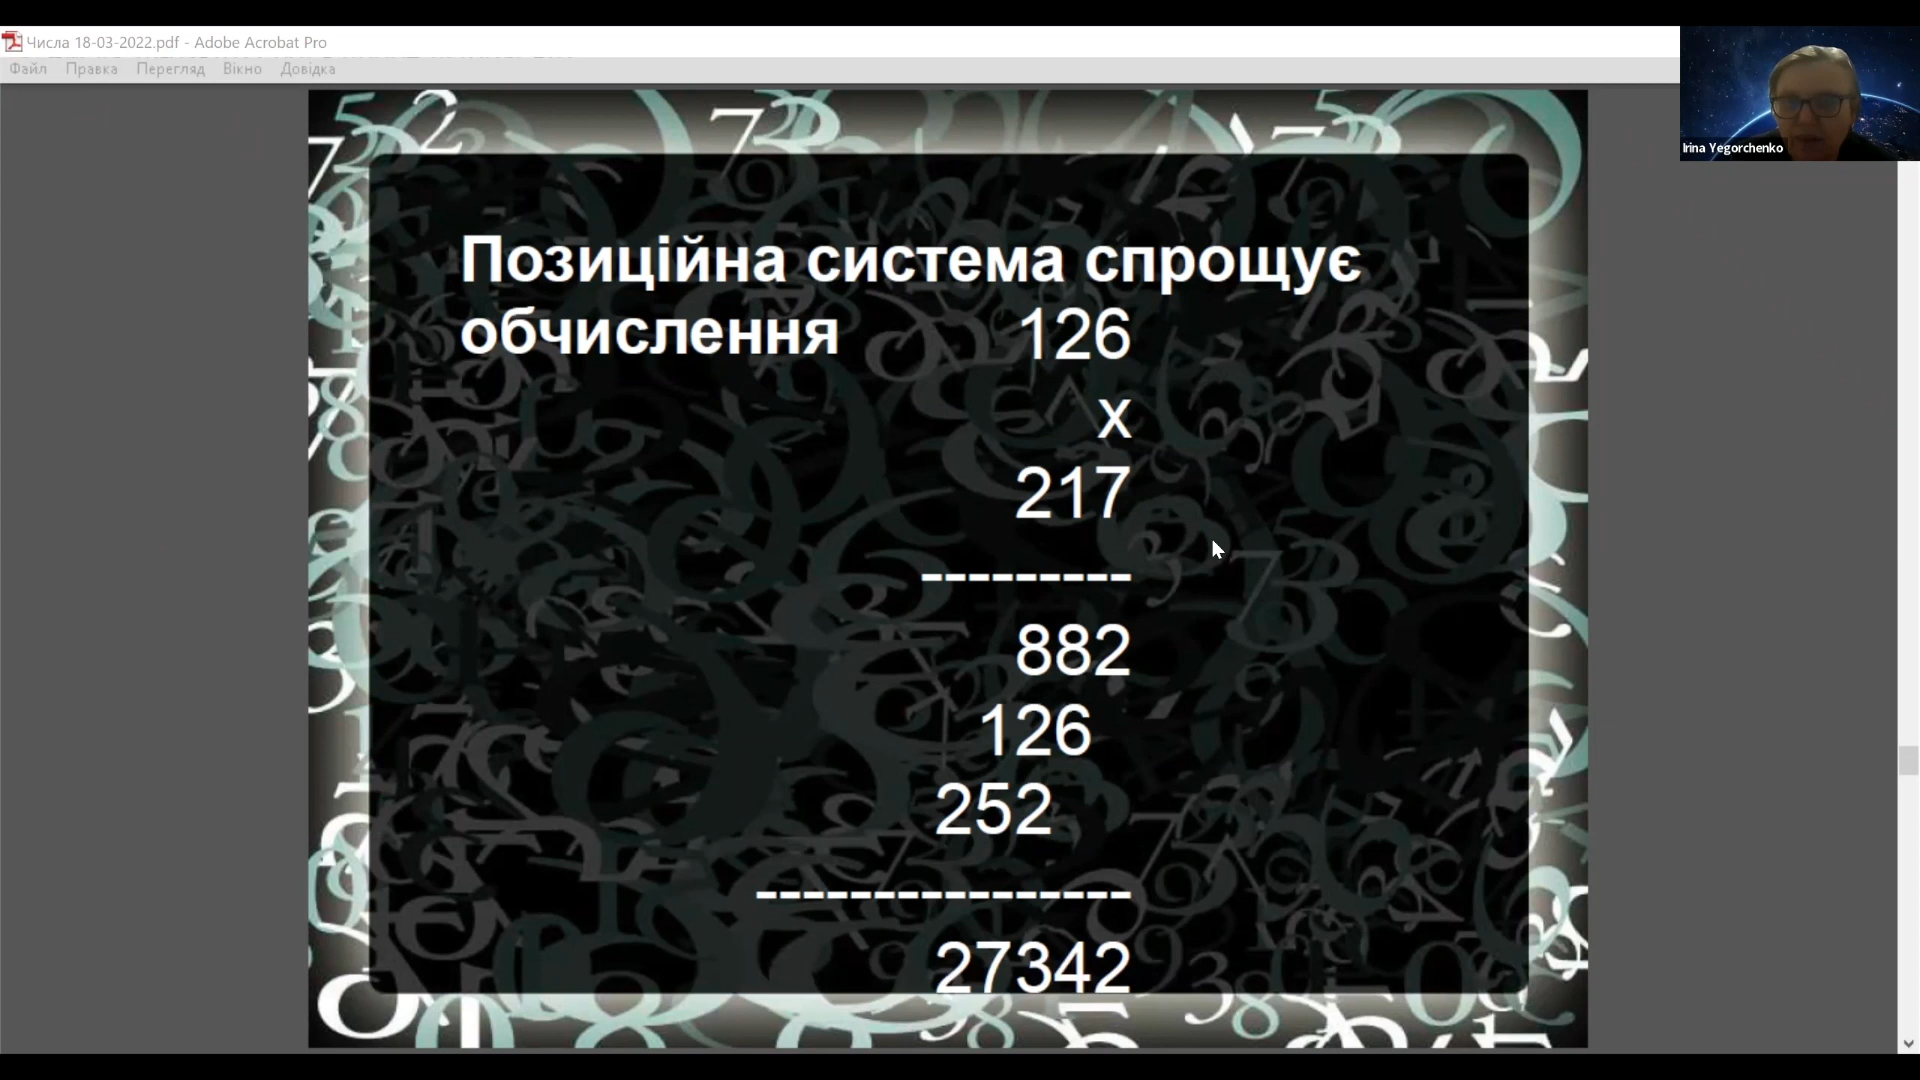 Числа 18-03-2022.pdf - Adobe Acrobat Pro
Файл Правка Перегляд Вікно Довідка
Irina Yegorchenko
Позиційна система спрощує
обчислення 126
х
217
---------
882
126
252
----------------
27342